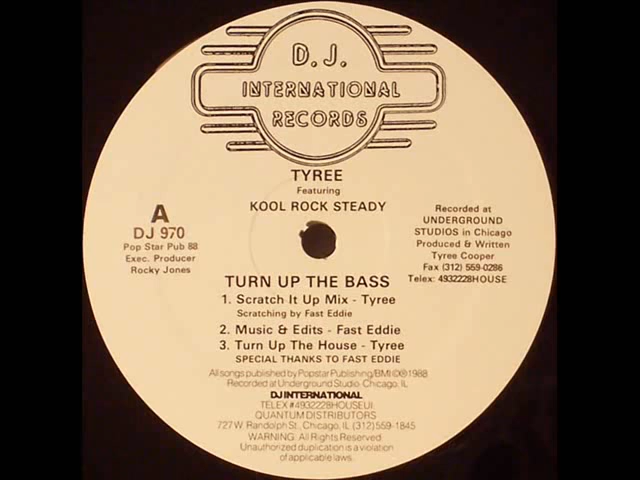 D.J.
INTERNATIONAL
RECORDS
TYREE
Featuring
KOOL ROCK STEADY
A
DJ 970
Pop Star Pub 88
Exec. Producer
Rocky Jones
Recorded at
UNDERGROUND
STUDIOS in Chicago
Produced & Written
Tyree Cooper
Fax (312) 559-0286
Telex: 4932228HOUSE
TURN UP THE BASS
1. Scratch It Up Mix - Tyree
Scratching by Fast Eddie
2. Music & Edits - Fast Eddie
3. Turn Up The House - Tyree
SPECIAL THANKS TO FAST EDDIE
All songs published by Popstar Publishing/BMI ©℗1988
Recorded at Underground Studio-Chicago, IL
DJ INTERNATIONAL
TELEX #4932228HOUSEUI
QUANTUM DISTRIBUTORS
727 W. Randolph St., Chicago, IL (312) 559-1845
WARNING: All Rights Reserved
Unauthorized duplication is a violation
of applicable laws.